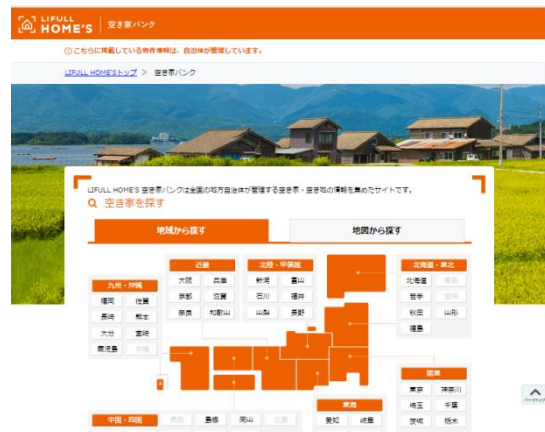 LIFULL
HOME'S
空き家バンク
こちらに掲載している物件情報は、自治体が管理しています。
LIFULL HOME'Sトップ > 空き家バンク
LIFULL HOME'S 空き家バンクは全国の地方自治体が管理する空き家・空き地の情報を集めたサイトです。
空き家を探す
地域から探す 地図から探す
近畿 北陸・甲信越 北海道・東北
大阪 兵庫 新潟 富山 北海道 青森
九州・沖縄
福岡 佐賀 京都 滋賀 石川 福井 岩手 宮城
長崎 熊本 奈良 和歌山 山梨 長野 秋田 山形
大分 宮崎 福島
鹿児島 沖縄
関東
東京 神奈川
東海 埼玉 千葉
中国・四国 鳥取 島根 岡山 広島 愛知 岐阜 茨城 栃木